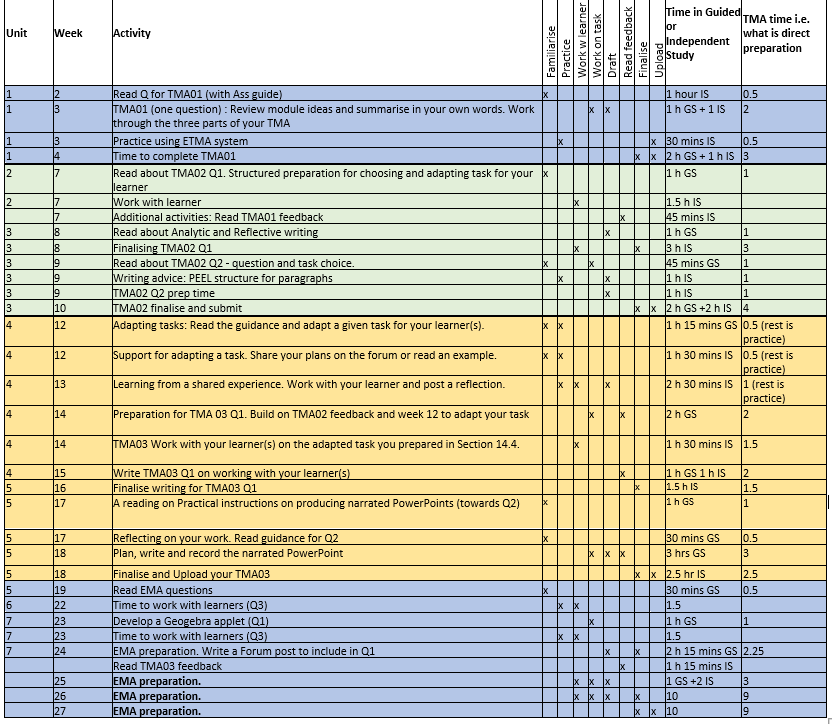 Unit Week Activity Familiarise Practice Work w learner Work on task Draft Read feedback Finalise Upload Time in Guided or Independent Study TMA time i.e. what is direct preparation
1 2 Read Q for TMA01 (with Ass guide) x 1 hour IS 0.5
1 3 TMA01 (one question) : Review module ideas and summarise in your own words. Work x x 1 h GS + 1 IS 2
through the three parts of your TMA
1 3 Practice using ETMA system x x 30 mins IS 0.5
1 4 Time to complete TMA01 x x 2 h GS + 1 h IS 3
2 7 Read about TMA02 Q1. Structured preparation for choosing and adapting task for your x 1 h GS 1
learner
2 7 Work with learner x 1.5 h IS
7 Additional activities: Read TMA01 feedback x 45 mins IS
3 8 Read about Analytic and Reflective writing x 1 h GS 1
3 8 Finalising TMA02 Q1 x x 3 h IS 3
3 9 Read about TMA02 Q2 - question and task choice. x x 45 mins GS 1
3 9 Writing advice: PEEL structure for paragraphs x x 1 h IS 1
3 9 TMA02 Q2 prep time x 1 h IS 1
3 10 TMA02 finalise and submit x x 2 h GS +2 h IS 4
4 12 Adapting tasks: Read the guidance and adapt a given task for your learner(s). x x 1 h 15 mins GS 0.5 (rest is
practice)
4 12 Support for adapting a task. Share your plans on the forum or read an example. x x 1 h 30 mins IS 0.5 (rest is
practice)
4 13 Learning from a shared experience. Work with your learner and post a reflection. x x x 2 h 30 mins IS 1 (rest is
practice)
4 14 Preparation for TMA 03 Q1. Build on TMA02 feedback and week 12 to adapt your task x x 2 h GS 2
4 14 TMA03 Work with your learner(s) on the adapted task you prepared in Section 14.4. x 1 h 30 mins IS 1.5
4 15 Write TMA03 Q1 on working with your learner(s) x 1 h GS 1 h IS 2
5 16 Finalise writing for TMA03 Q1 x 1.5 h IS 1.5
5 17 A reading on Practical instructions on producing narrated PowerPoints (towards Q2) x 1 h GS 1
5 17 Reflecting on your work. Read guidance for Q2 x 30 mins GS 0.5
5 18 Plan, write and record the narrated PowerPoint x x x 3 hrs GS 3
5 18 Finalise and Upload your TMA03 x x 2.5 hr IS 2.5
5 19 Read EMA questions x 30 mins GS 0.5
6 22 Time to work with learners (Q3) x x 1.5
7 23 Develop a Geogebra applet (Q1) x 1 h GS 1
7 23 Time to work with learners (Q3) x x 1.5
7 24 EMA preparation. Write a Forum post to include in Q1 x x 2 h 15 mins GS 2.25
Read TMA03 feedback x 1 h 15 mins IS
25 EMA preparation. x x x 1 GS +2 IS 3
26 EMA preparation. x x x x 10 9
27 EMA preparation. x x 10 9